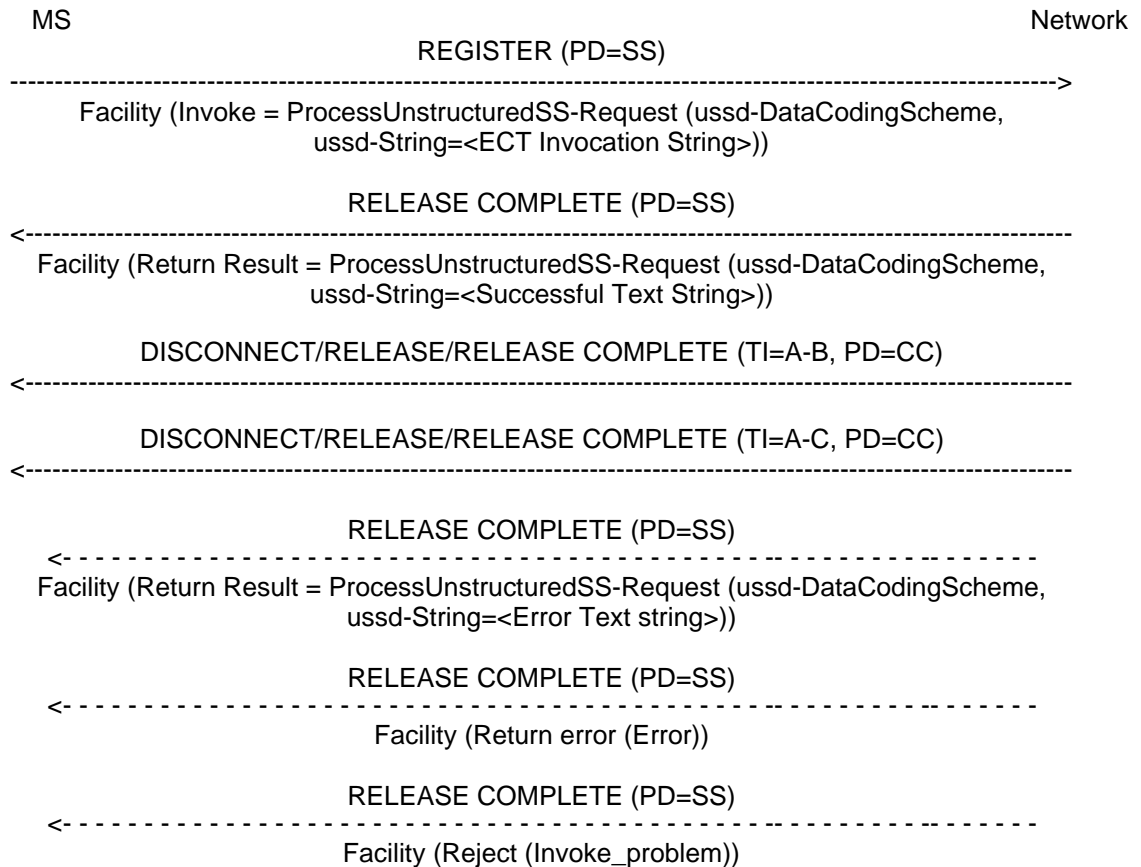 MS Network
REGISTER (PD=SS)
Facility (Invoke = ProcessUnstructuredSS-Request (ussd-DataCodingScheme,
ussd-String=<ECT Invocation String>))
RELEASE COMPLETE (PD=SS)
Facility (Return Result = ProcessUnstructuredSS-Request (ussd-DataCodingScheme,
ussd-String=<Successful Text String>))
DISCONNECT/RELEASE/RELEASE COMPLETE (TI=A-B, PD=CC)
DISCONNECT/RELEASE/RELEASE COMPLETE (TI=A-C, PD=CC)
RELEASE COMPLETE (PD=SS)
Facility (Return Result = ProcessUnstructuredSS-Request (ussd-DataCodingScheme,
ussd-String=<Error Text string>))
RELEASE COMPLETE (PD=SS)
Facility (Return error (Error))
RELEASE COMPLETE (PD=SS)
Facility (Reject (Invoke_problem))